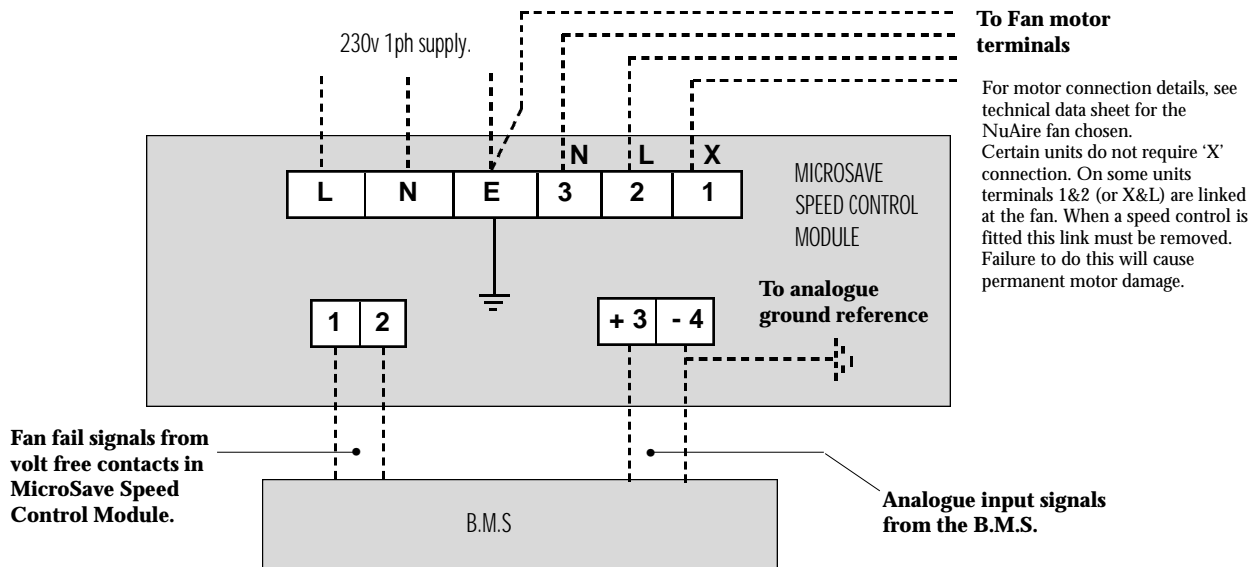 230v 1ph supply.
To Fan motor
terminals
For motor connection details, see
technical data sheet for the
NuAire fan chosen.
Certain units do not require ‘X’
connection. On some units
terminals 1&2 (or X&L) are linked
at the fan. When a speed control is
fitted this link must be removed.
Failure to do this will cause
permanent motor damage.
N L X
L N E 3 2 1
MICROSAVE
SPEED CONTROL
MODULE
To analogue
ground reference
1 2
+ 3 - 4
Fan fail signals from
volt free contacts in
MicroSave Speed
Control Module.
B.M.S
Analogue input signals
from the B.M.S.